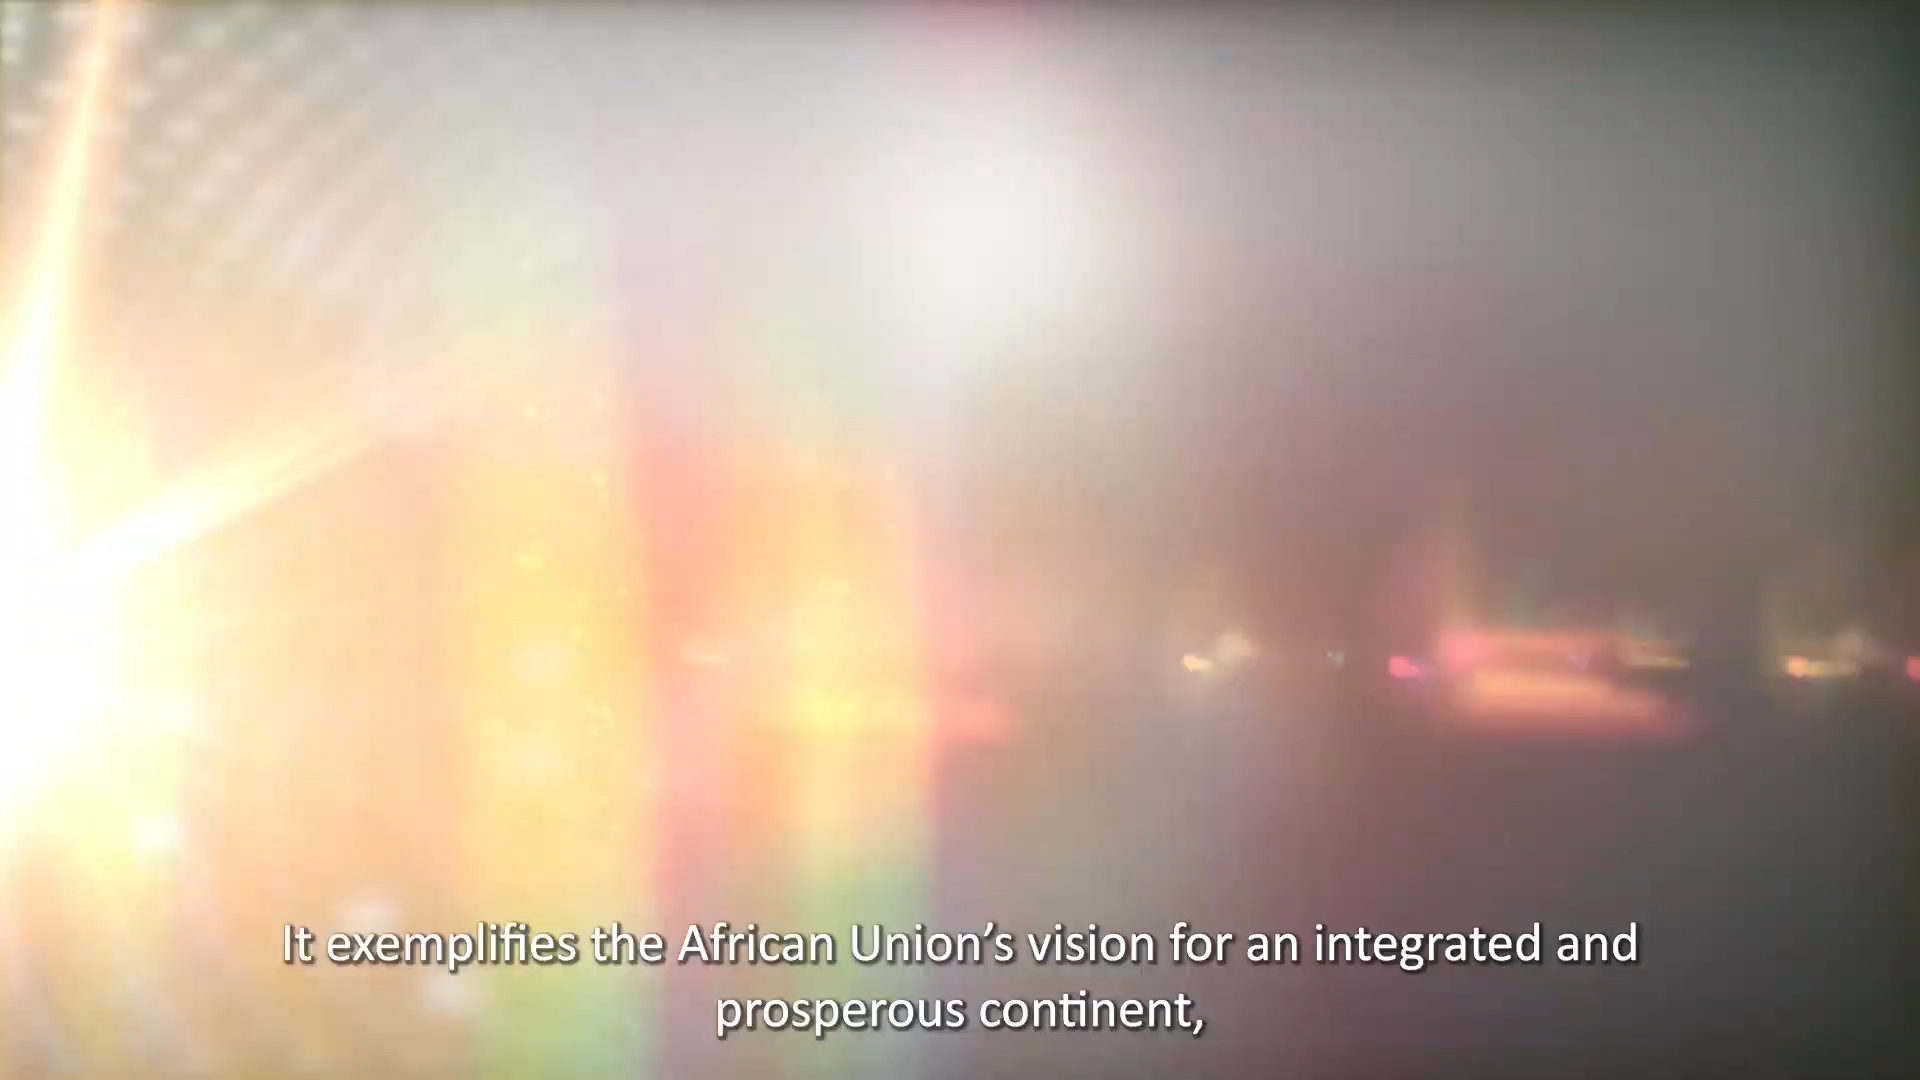 It exemplifies the African Union’s vision for an integrated and
prosperous continent,